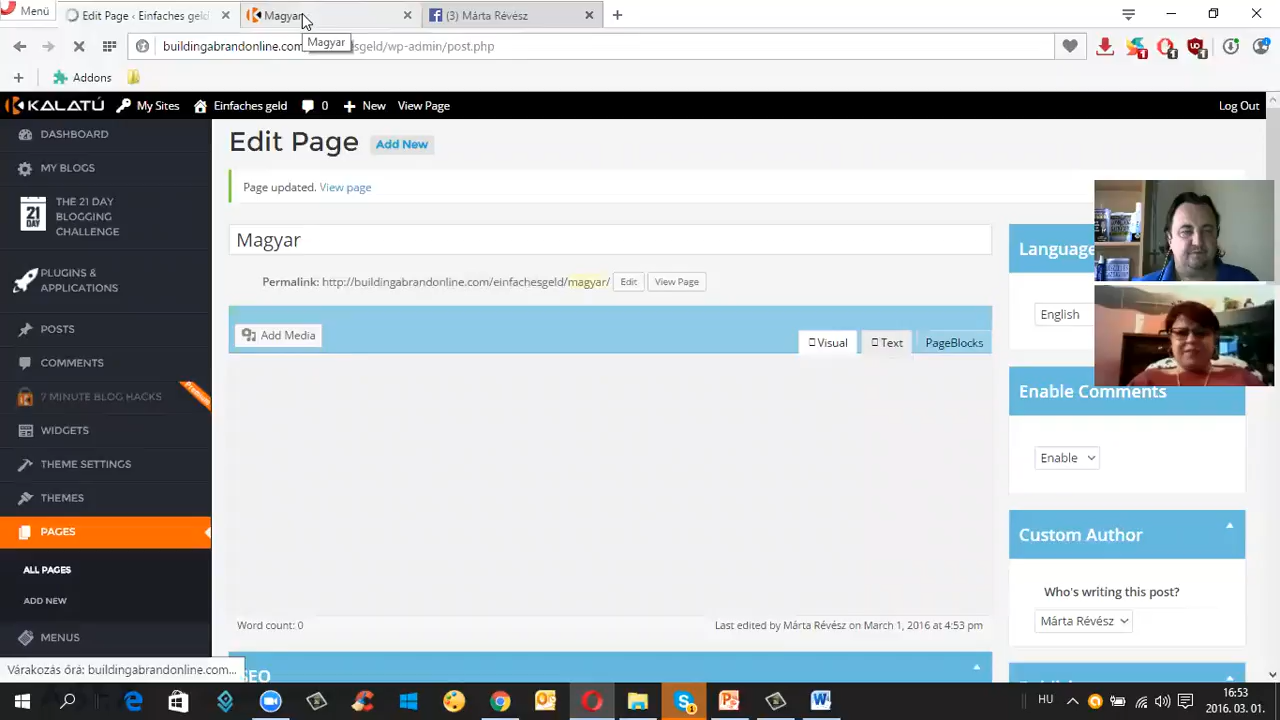 Menü
Edit Page ‹ Einfaches geld
Magyar
(3) Márta Révész
buildingabrandonline.com
sgeld/wp-admin/post.php
Magyar
1
1
1
Addons
KALATÚ
My Sites
Einfaches geld
0
New
View Page
Log Out
DASHBOARD
MY BLOGS
21
DAY
THE 21 DAY
BLOGGING
CHALLENGE
PLUGINS &
APPLICATIONS
POSTS
COMMENTS
7 MINUTE BLOG HACKS
WIDGETS
THEME SETTINGS
THEMES
PAGES
ALL PAGES
ADD NEW
MENUS
Várakozás óra: buildingabrandonline.com...
Edit Page
Add New
Page updated. View page
Magyar
Permalink: http://buildingabrandonline.com/einfachesgeld/magyar/
Edit
View Page
Add Media
Visual
Text
PageBlocks
Word count: 0
Last edited by Márta Révész on March 1, 2016 at 4:53 pm
SEO
Language
English
Enable Comments
Enable
Custom Author
Who's writing this post?
Márta Révész
HU
16:53
2016. 03. 01.